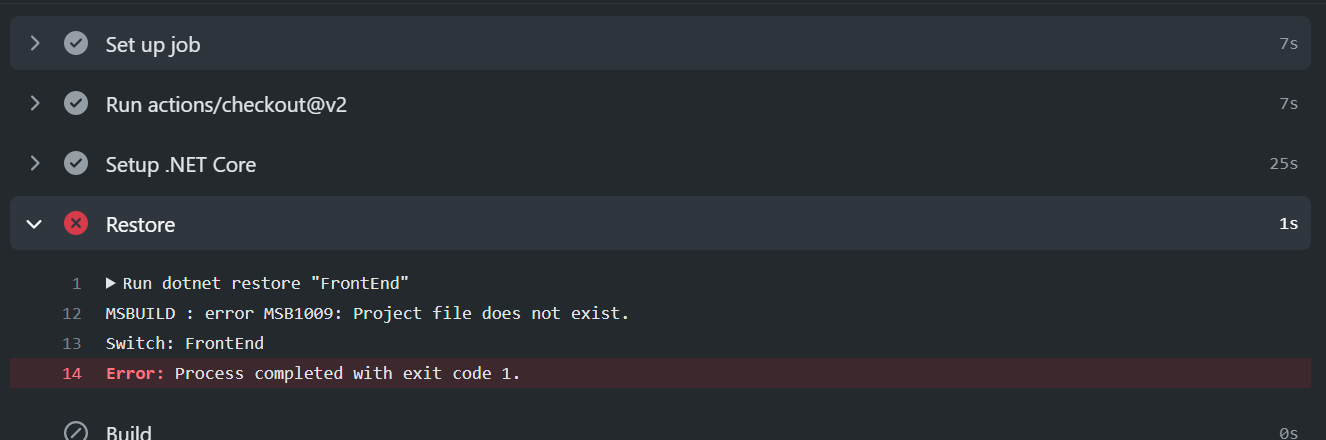 Set up job 7s
Run actions/checkout@v2 7s
Setup .NET Core 25s
Restore 1s
1 Run dotnet restore "FrontEnd"
12 MSBUILD : error MSB1009: Project file does not exist.
13 Switch: FrontEnd
14 Error: Process completed with exit code 1.
Build 0s